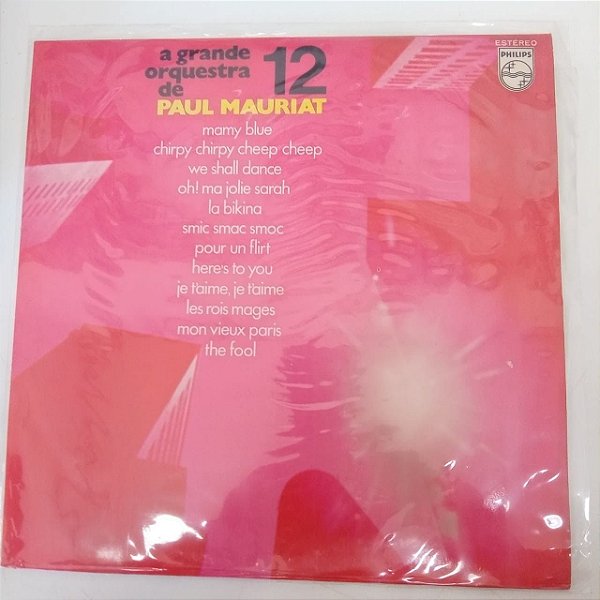 a grande
orquestra
de
12
PAUL MAURIAT
mamy blue
chirpy chirpy cheep cheep
we shall dance
oh! ma jolie sarah
la bikina
smic smac smoc
pour un flirt
here's to you
je t'aime, je t'aime
les rois mages
mon vieux paris
the fool
ESTÉREO
PHILIPS